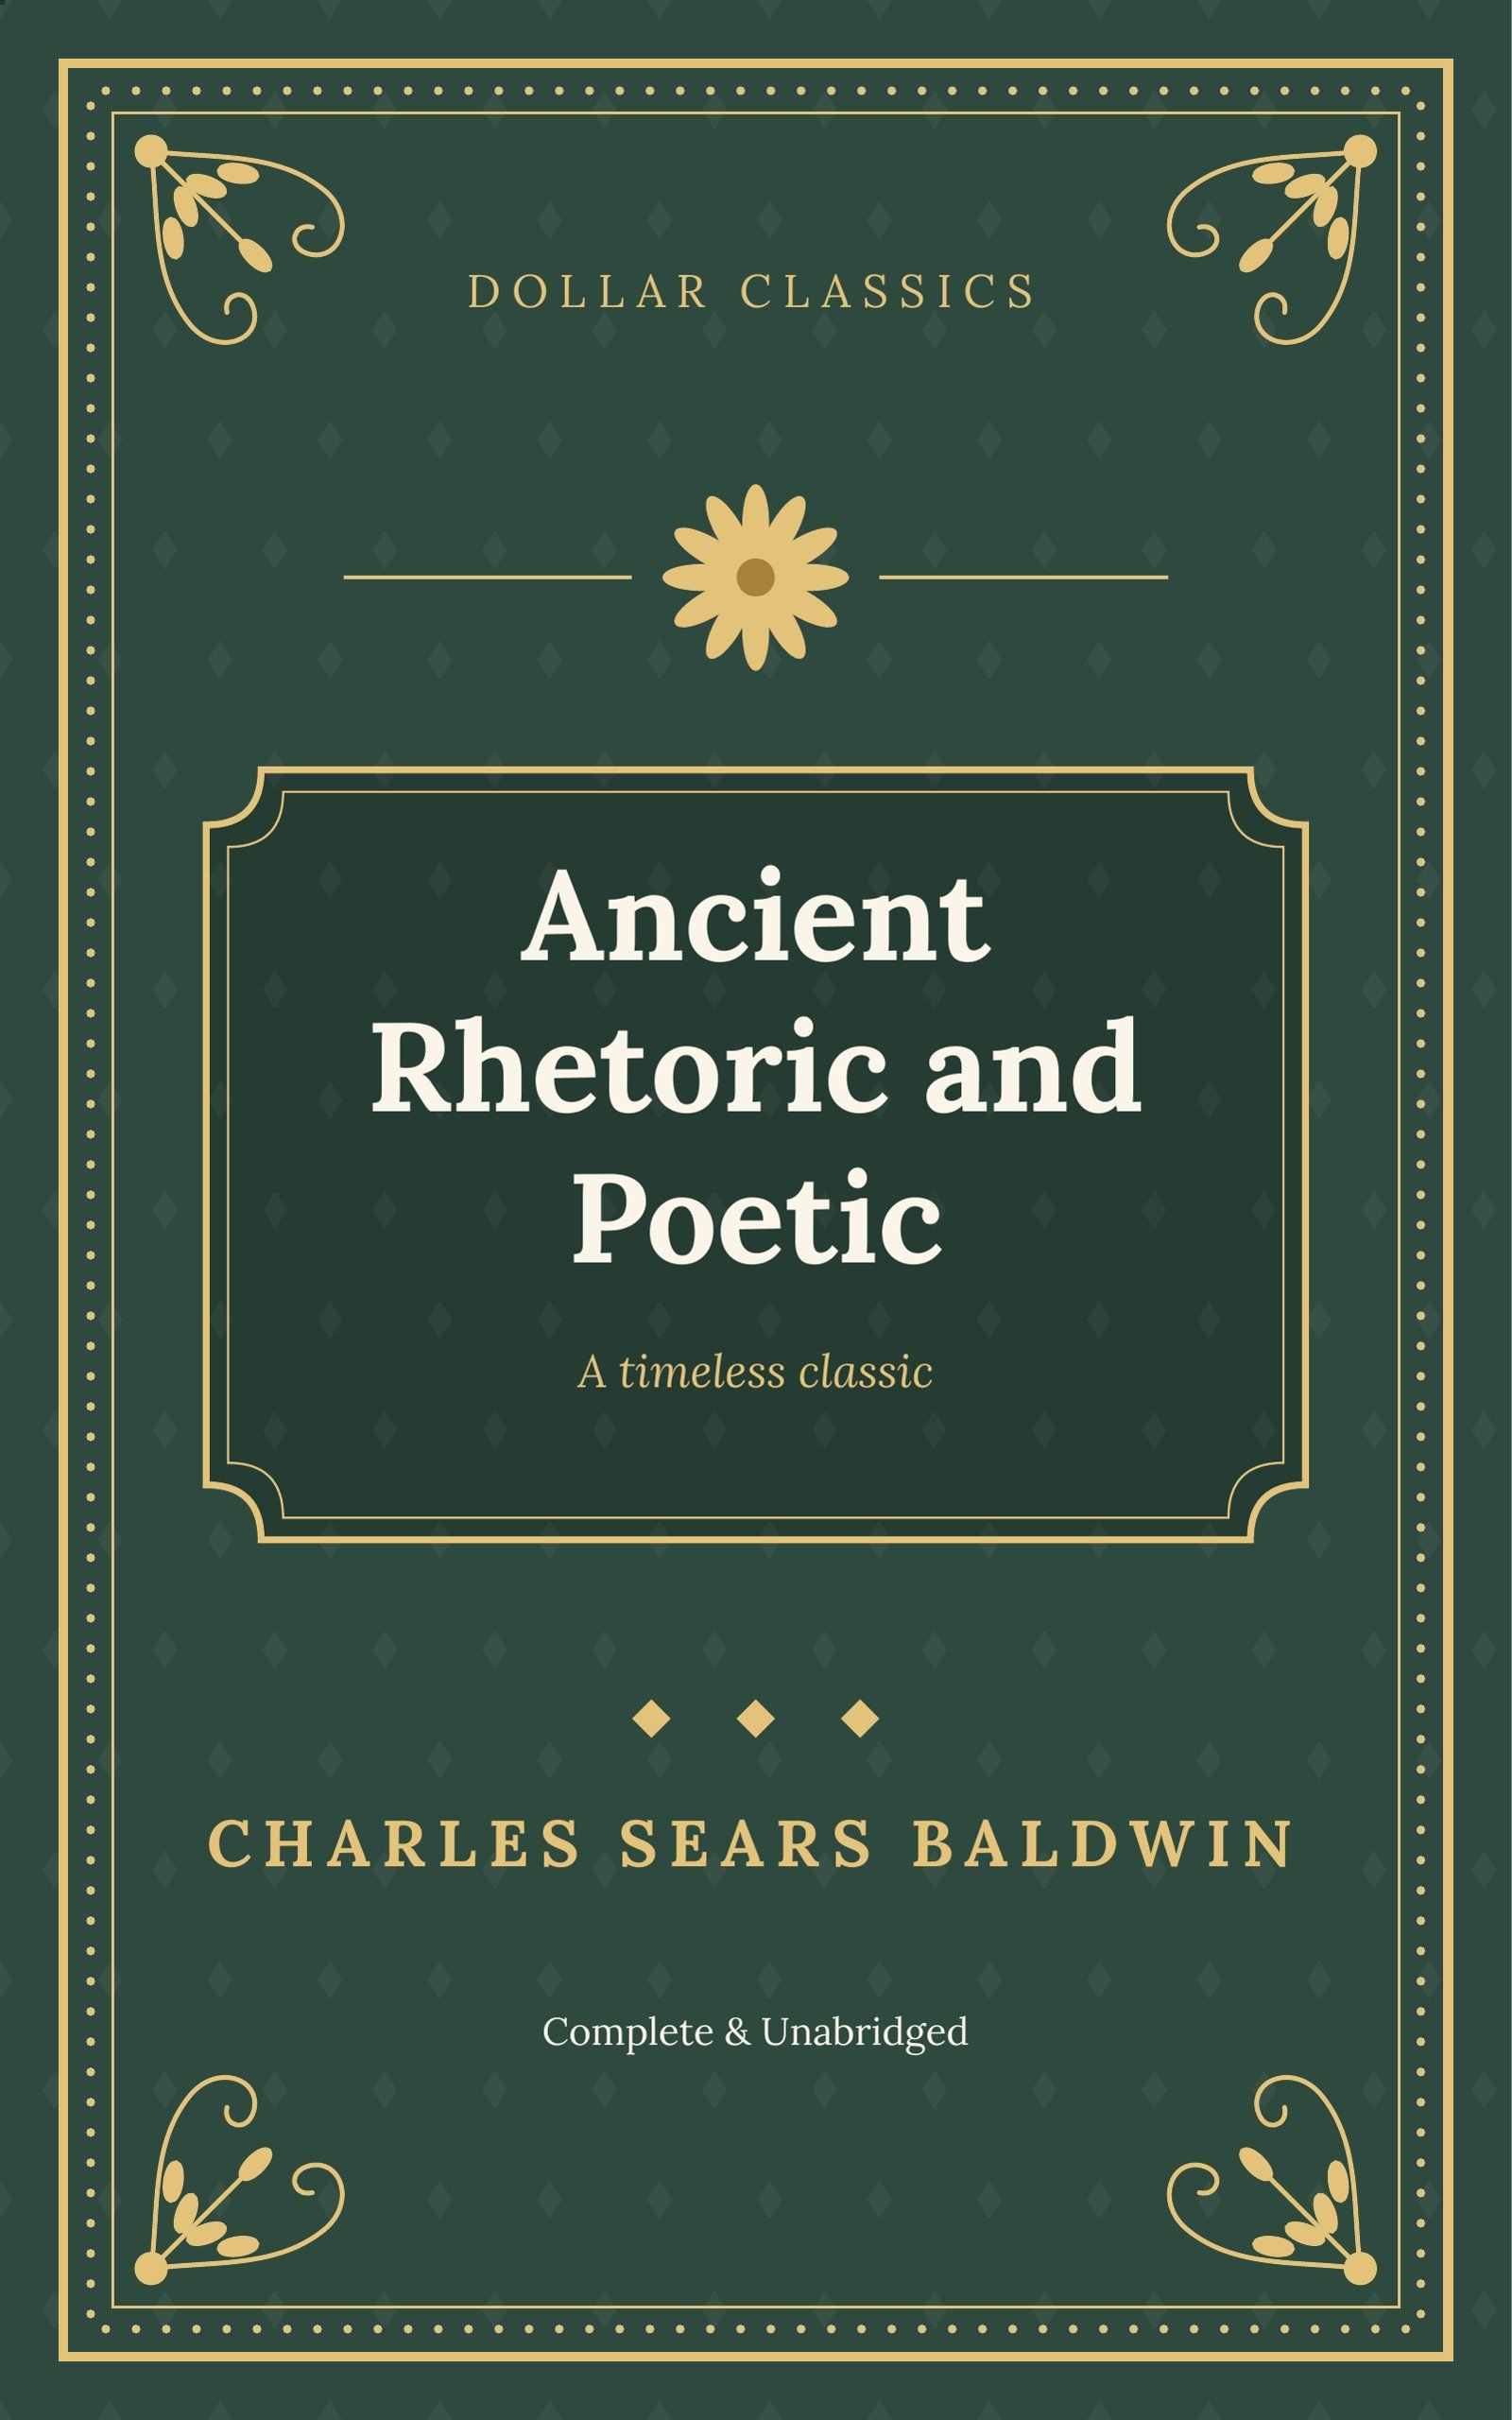 DOLLAR CLASSICS
Ancient
Rhetoric and
Poetic
A timeless classic
CHARLES SEARS BALDWIN
Complete & Unabridged